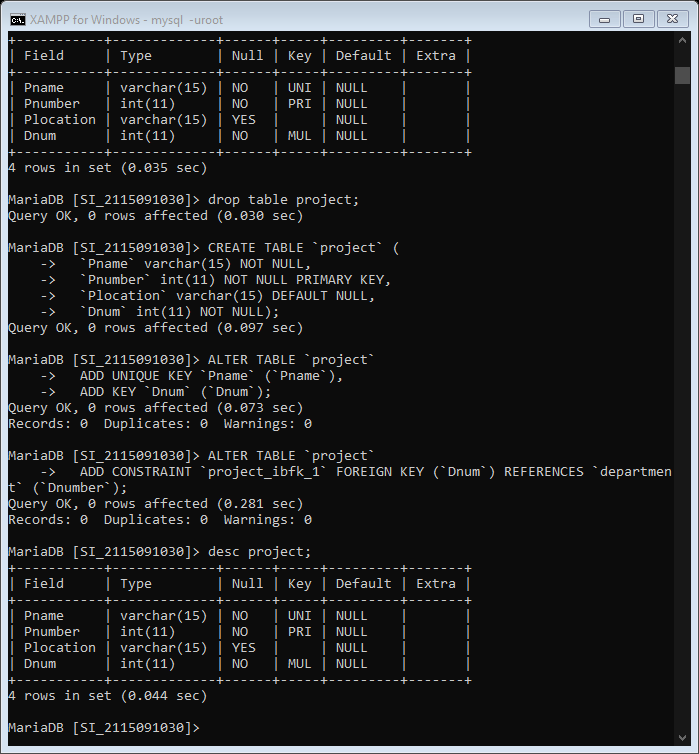 XAMPP for Windows - mysql  -uroot
+-----------+-------------+------+-----+---------+-------+
| Field     | Type        | Null | Key | Default | Extra |
+-----------+-------------+------+-----+---------+-------+
| Pname     | varchar(15) | NO   | UNI | NULL    |       |
| Pnumber   | int(11)     | NO   | PRI | NULL    |       |
| Plocation | varchar(15) | YES  |     | NULL    |       |
| Dnum      | int(11)     | NO   | MUL | NULL    |       |
+-----------+-------------+------+-----+---------+-------+
4 rows in set (0.035 sec)

MariaDB [SI_2115091030]> drop table project;
Query OK, 0 rows affected (0.030 sec)

MariaDB [SI_2115091030]> CREATE TABLE `project` (
    ->   `Pname` varchar(15) NOT NULL,
    ->   `Pnumber` int(11) NOT NULL PRIMARY KEY,
    ->   `Plocation` varchar(15) DEFAULT NULL,
    ->   `Dnum` int(11) NOT NULL);
Query OK, 0 rows affected (0.097 sec)

MariaDB [SI_2115091030]> ALTER TABLE `project`
    ->   ADD UNIQUE KEY `Pname` (`Pname`),
    ->   ADD KEY `Dnum` (`Dnum`);
Query OK, 0 rows affected (0.073 sec)
Records: 0  Duplicates: 0  Warnings: 0

MariaDB [SI_2115091030]> ALTER TABLE `project`
    ->   ADD CONSTRAINT `project_ibfk_1` FOREIGN KEY (`Dnum`) REFERENCES `departmen
t` (`Dnumber`);
Query OK, 0 rows affected (0.281 sec)
Records: 0  Duplicates: 0  Warnings: 0

MariaDB [SI_2115091030]> desc project;
+-----------+-------------+------+-----+---------+-------+
| Field     | Type        | Null | Key | Default | Extra |
+-----------+-------------+------+-----+---------+-------+
| Pname     | varchar(15) | NO   | UNI | NULL    |       |
| Pnumber   | int(11)     | NO   | PRI | NULL    |       |
| Plocation | varchar(15) | YES  |     | NULL    |       |
| Dnum      | int(11)     | NO   | MUL | NULL    |       |
+-----------+-------------+------+-----+---------+-------+
4 rows in set (0.044 sec)

MariaDB [SI_2115091030]>